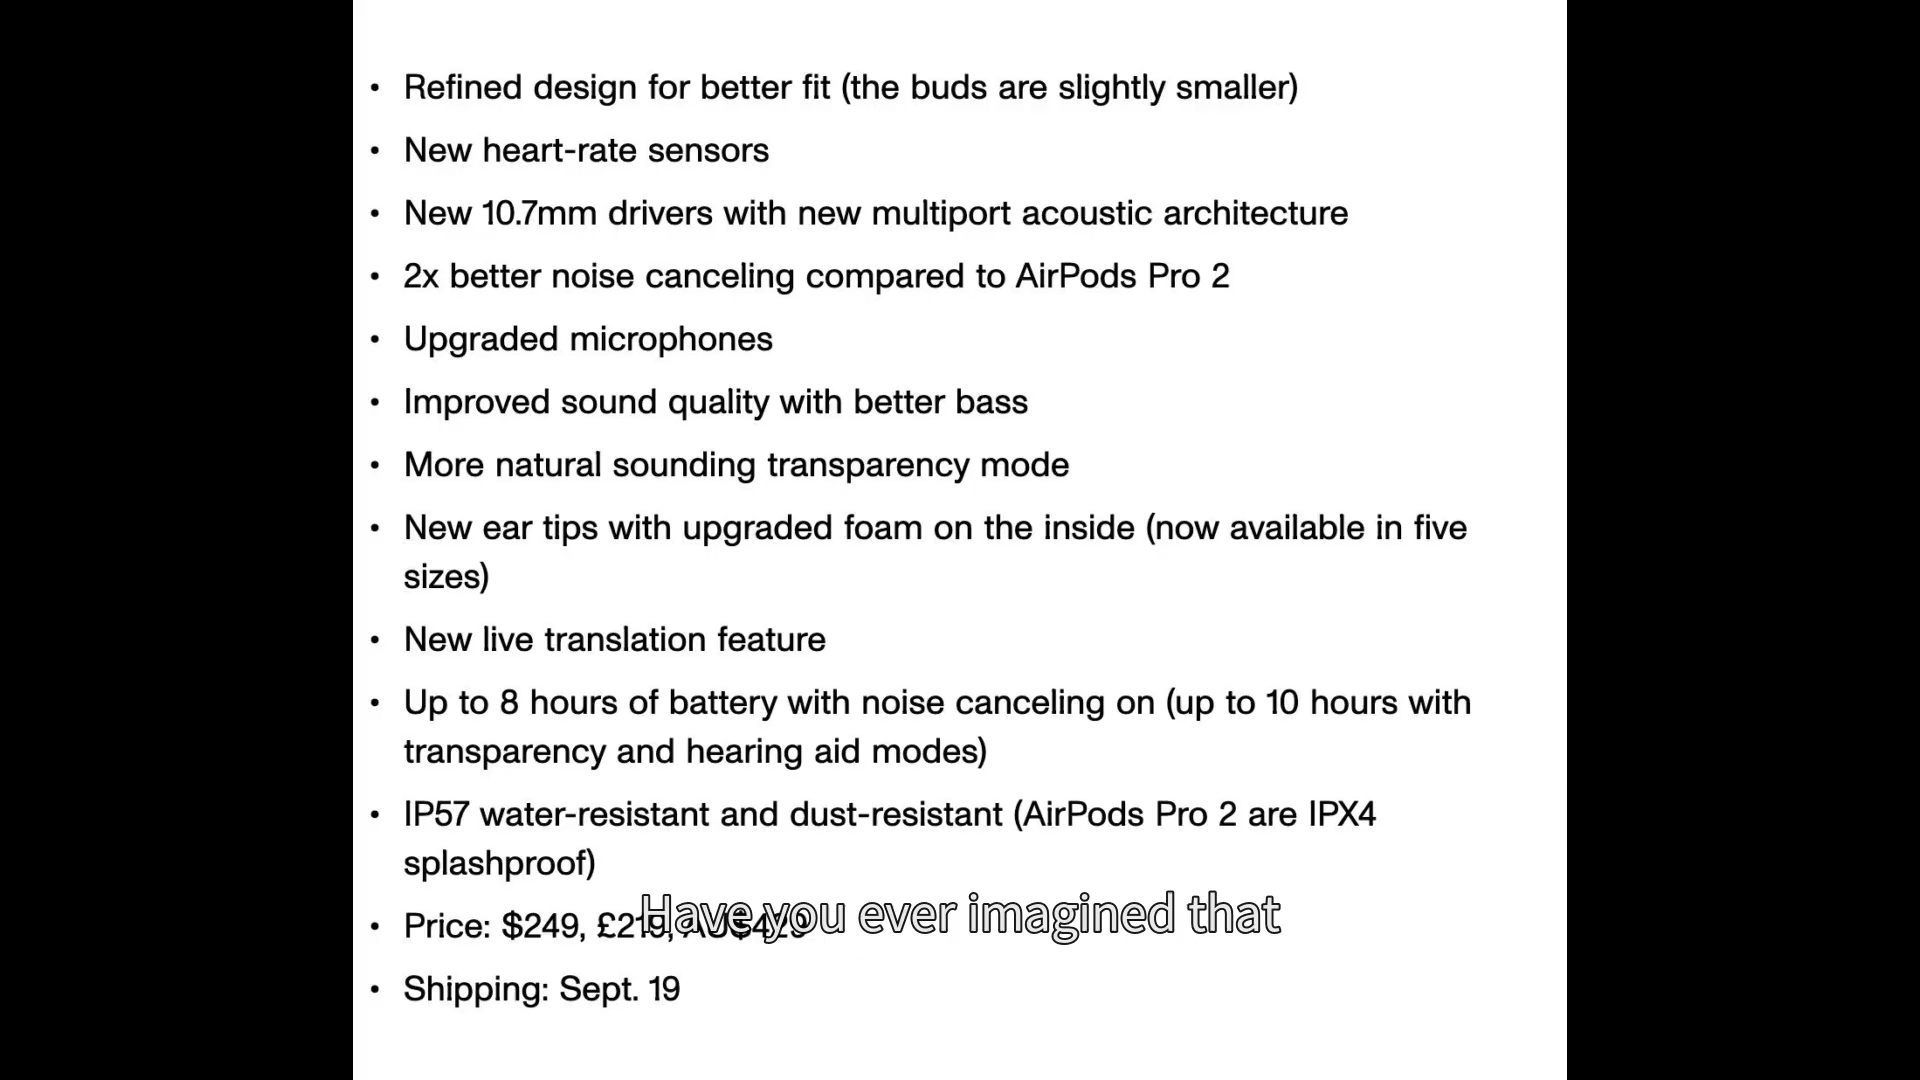 • Refined design for better fit (the buds are slightly smaller)
• New heart-rate sensors
• New 10.7mm drivers with new multiport acoustic architecture
• 2x better noise canceling compared to AirPods Pro 2
• Upgraded microphones
• Improved sound quality with better bass
• More natural sounding transparency mode
• New ear tips with upgraded foam on the inside (now available in five
sizes)
• New live translation feature
• Up to 8 hours of battery with noise canceling on (up to 10 hours with
transparency and hearing aid modes)
• IP57 water-resistant and dust-resistant (AirPods Pro 2 are IPX4
splashproof)
• Price: $249, £219, AU$429
Have you ever imagined that
• Shipping: Sept. 19